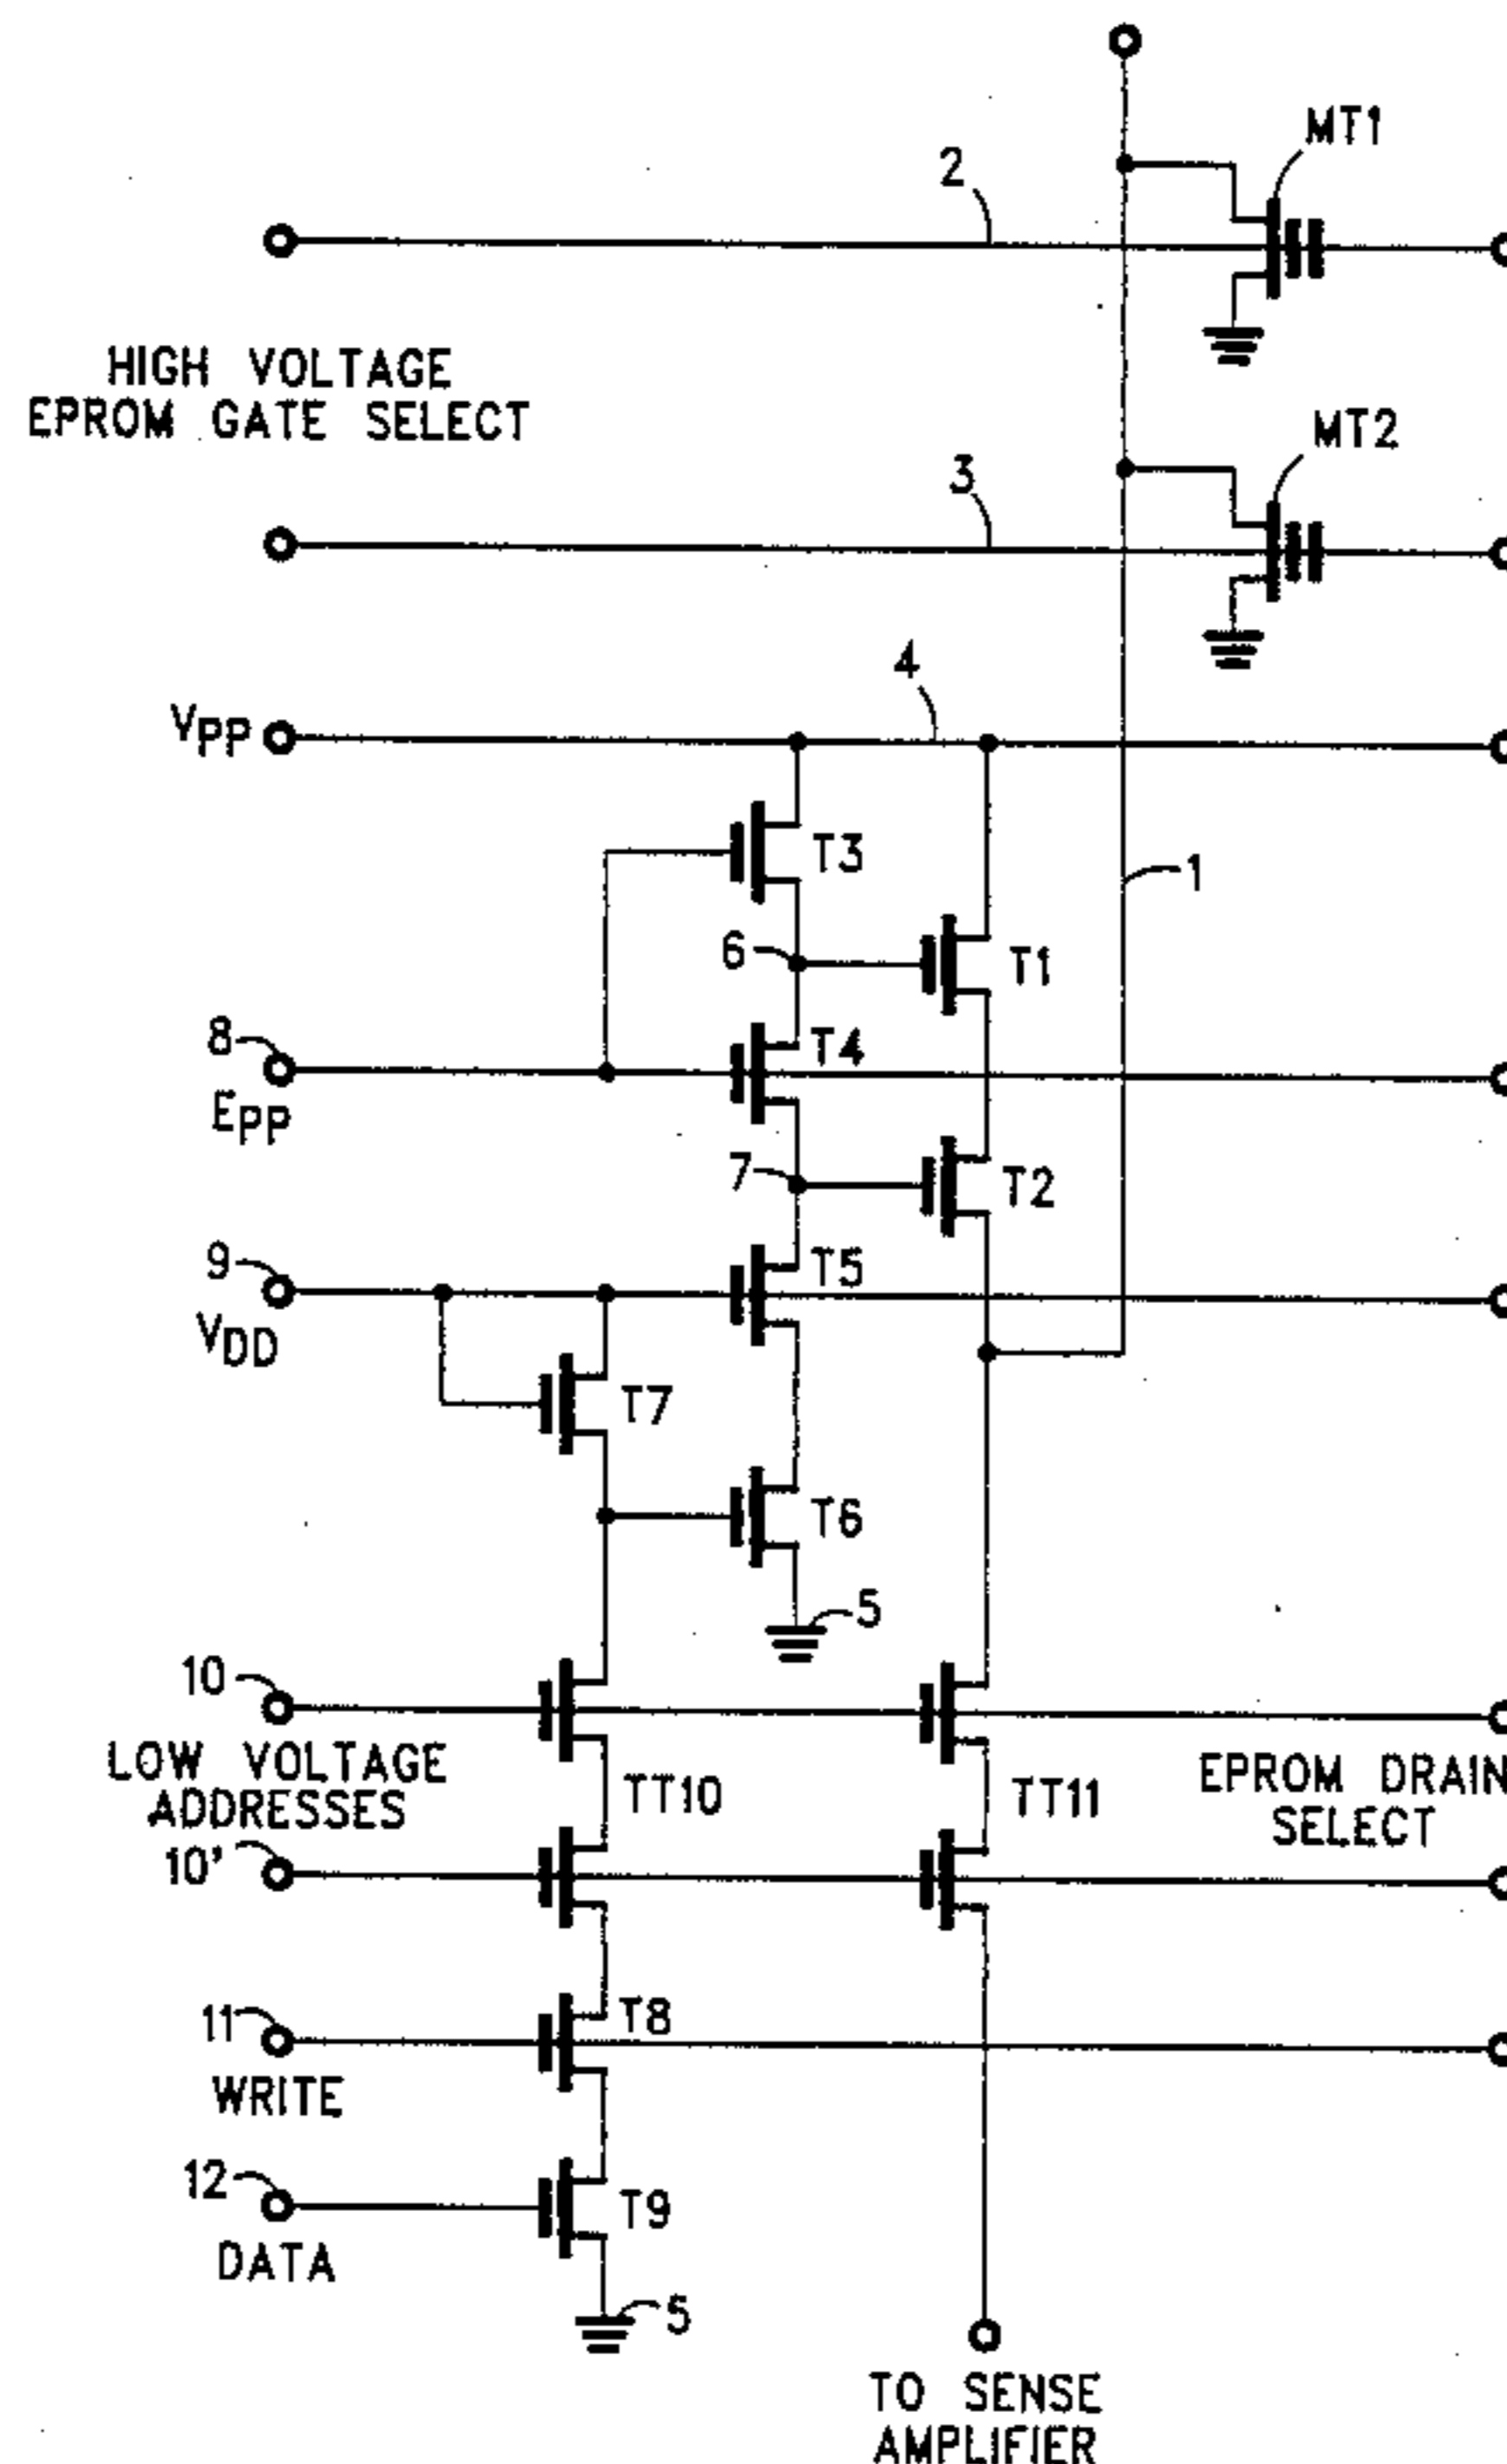 MT1
2
HIGH VOLTAGE
EPROM GATE SELECT
MT2
3
4
VPP
T3
1
6
T1
8
T4
EPP
7
T2
9
T5
VDD
T7
T6
5
10
LOW VOLTAGE
ADDRESSES
TT10
TT11
EPROM DRAIN
SELECT
10'
11
T8
WRITE
12
T9
DATA
5
TO SENSE
AMPLIFIER